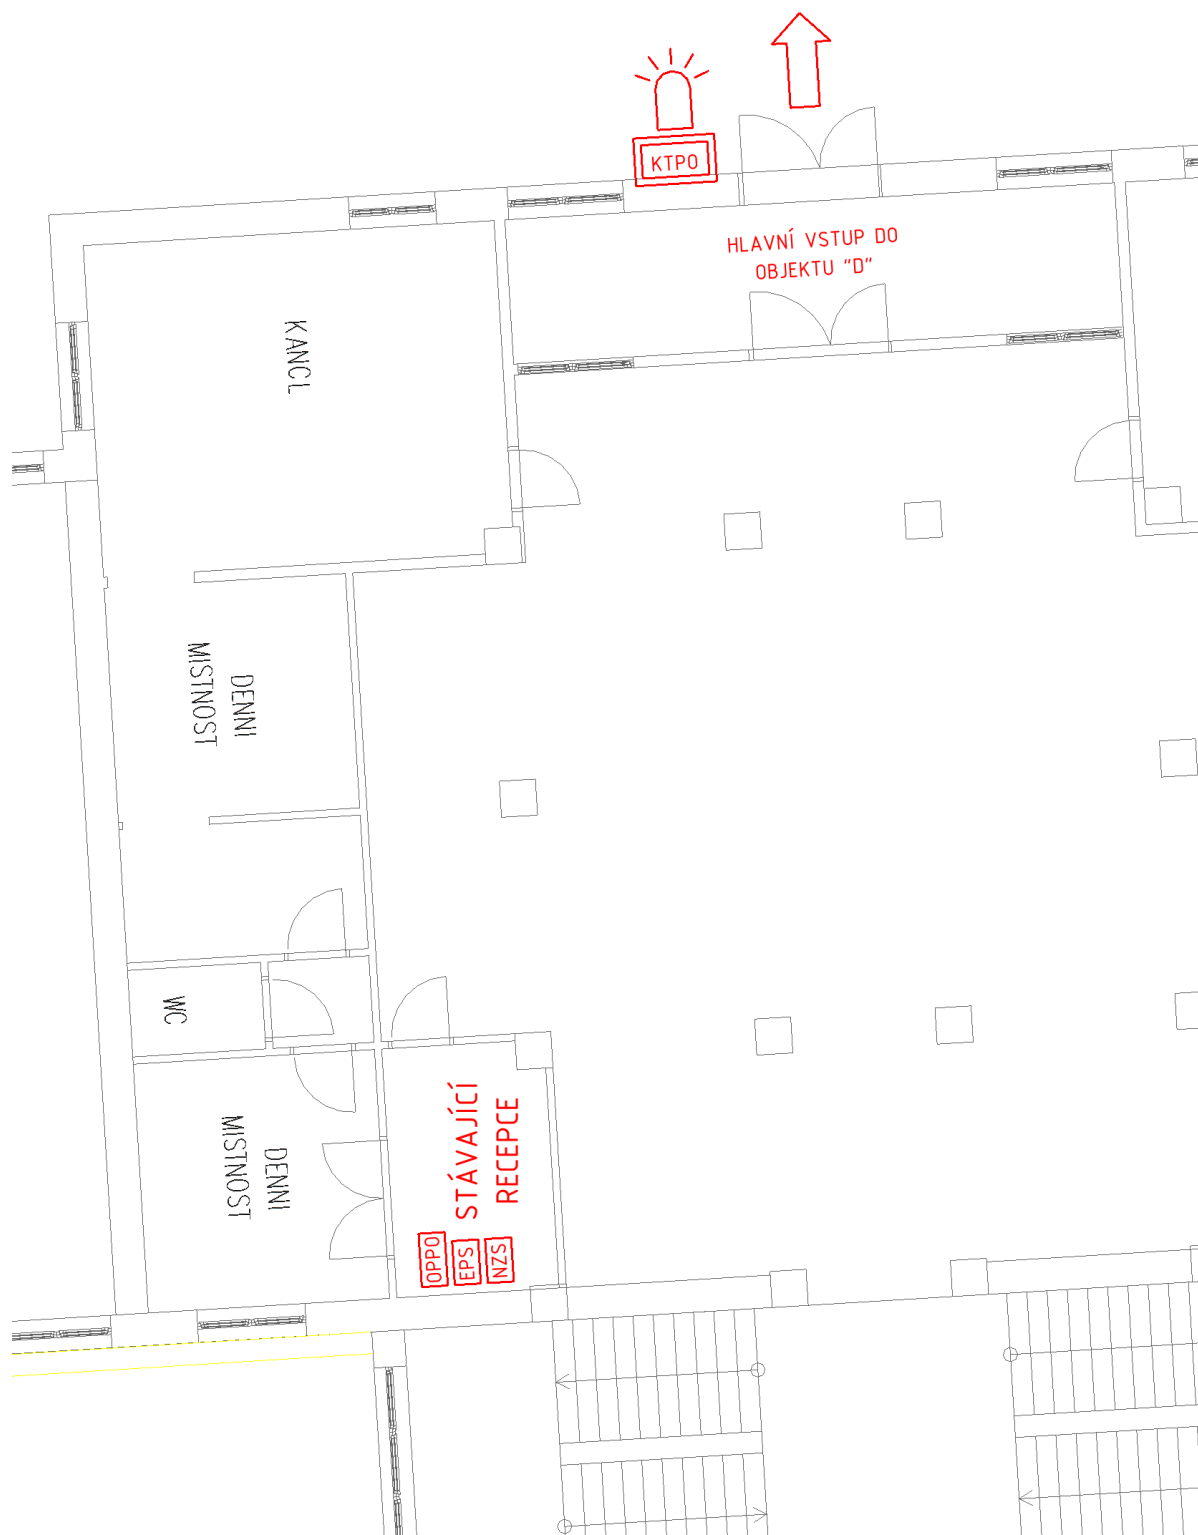 KTPO
HLAVNÍ VSTUP DO
OBJEKTU "D"
KANCL
DENNI
MISTNOST
WC
DENNI
MISTNOST
STÁVAJÍCÍ
RECEPCE
OPPO
EPS
NZS